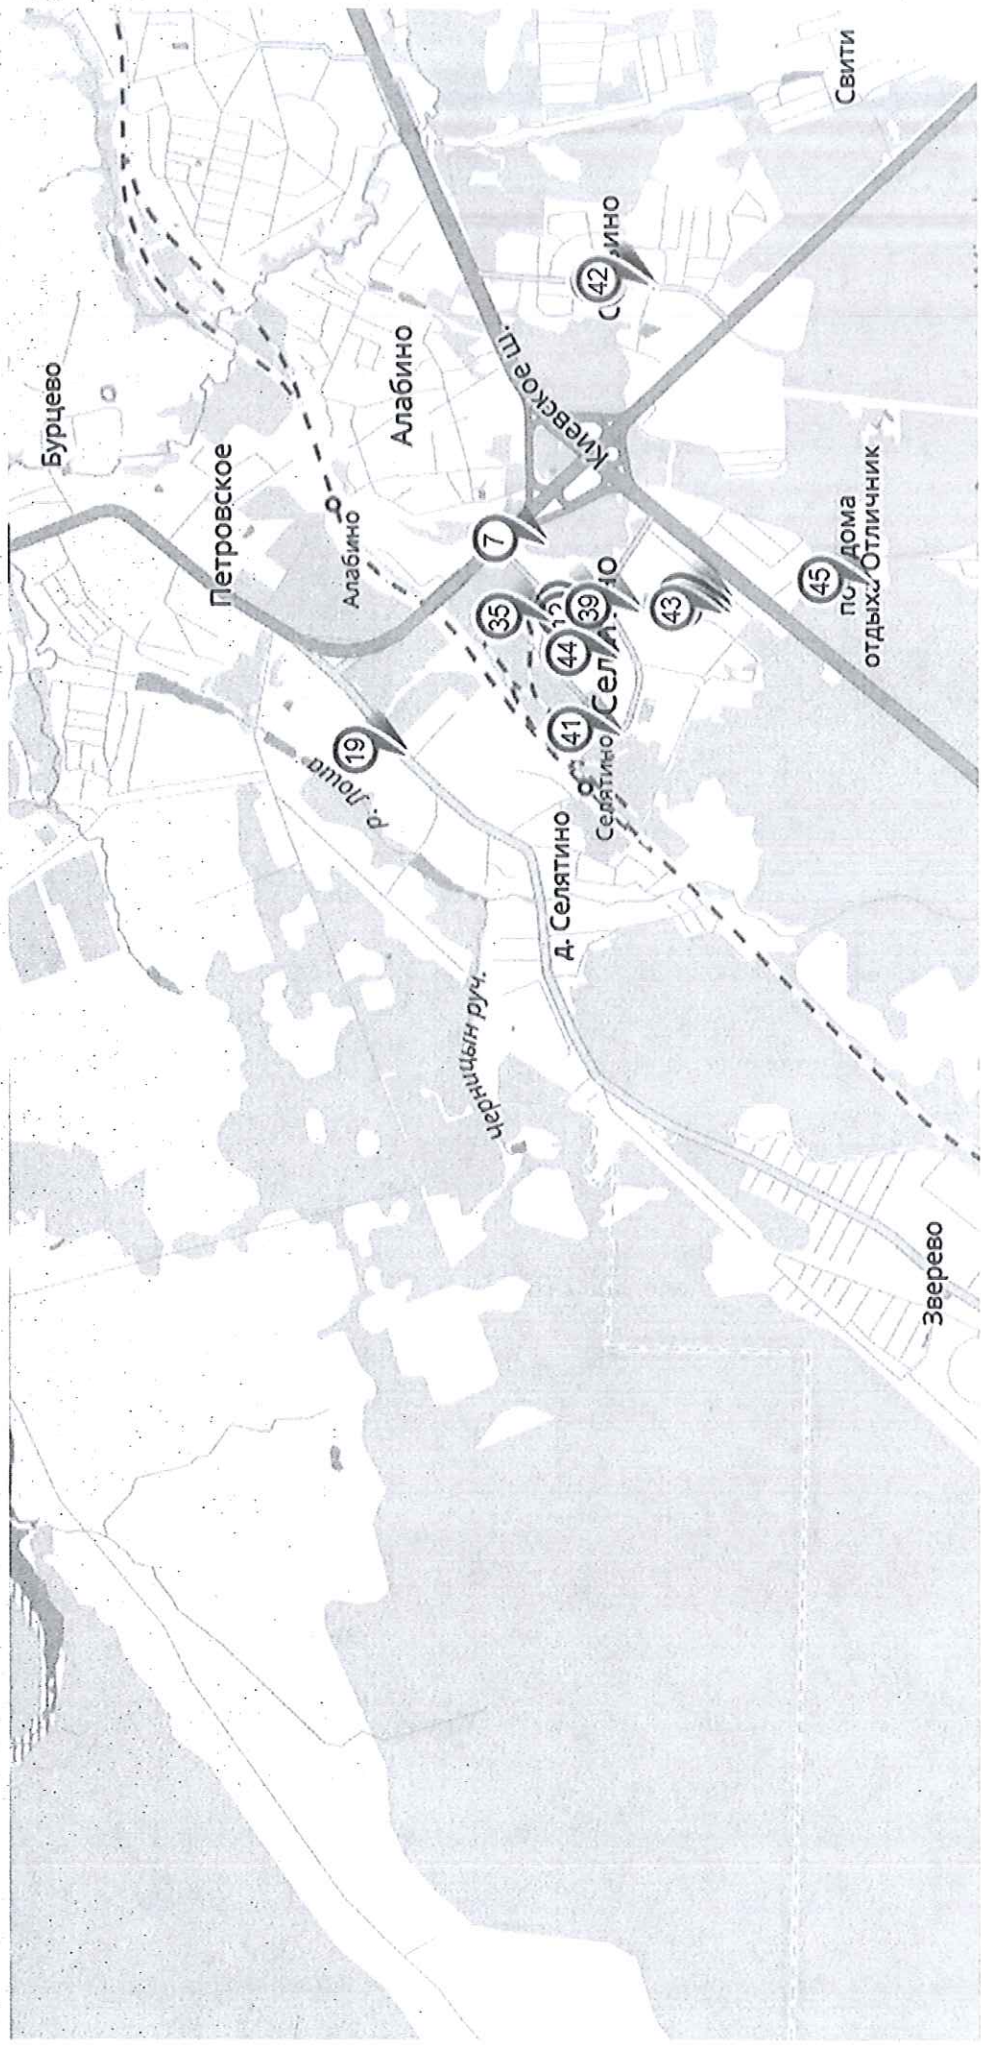 Бурцево
Петровское
Алабино
19
р. Лоша
Алабино
Черницын руч.
7
35
Киевское ш.
д. Селятино
41
44
39
Селятино
42
43
45
дома
отдыха Отличник
Свити
Зверево